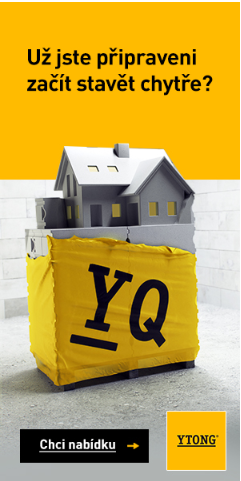 Už jste připraveni
začít stavět chytře?
YQ
Chci nabídku
YTONG®